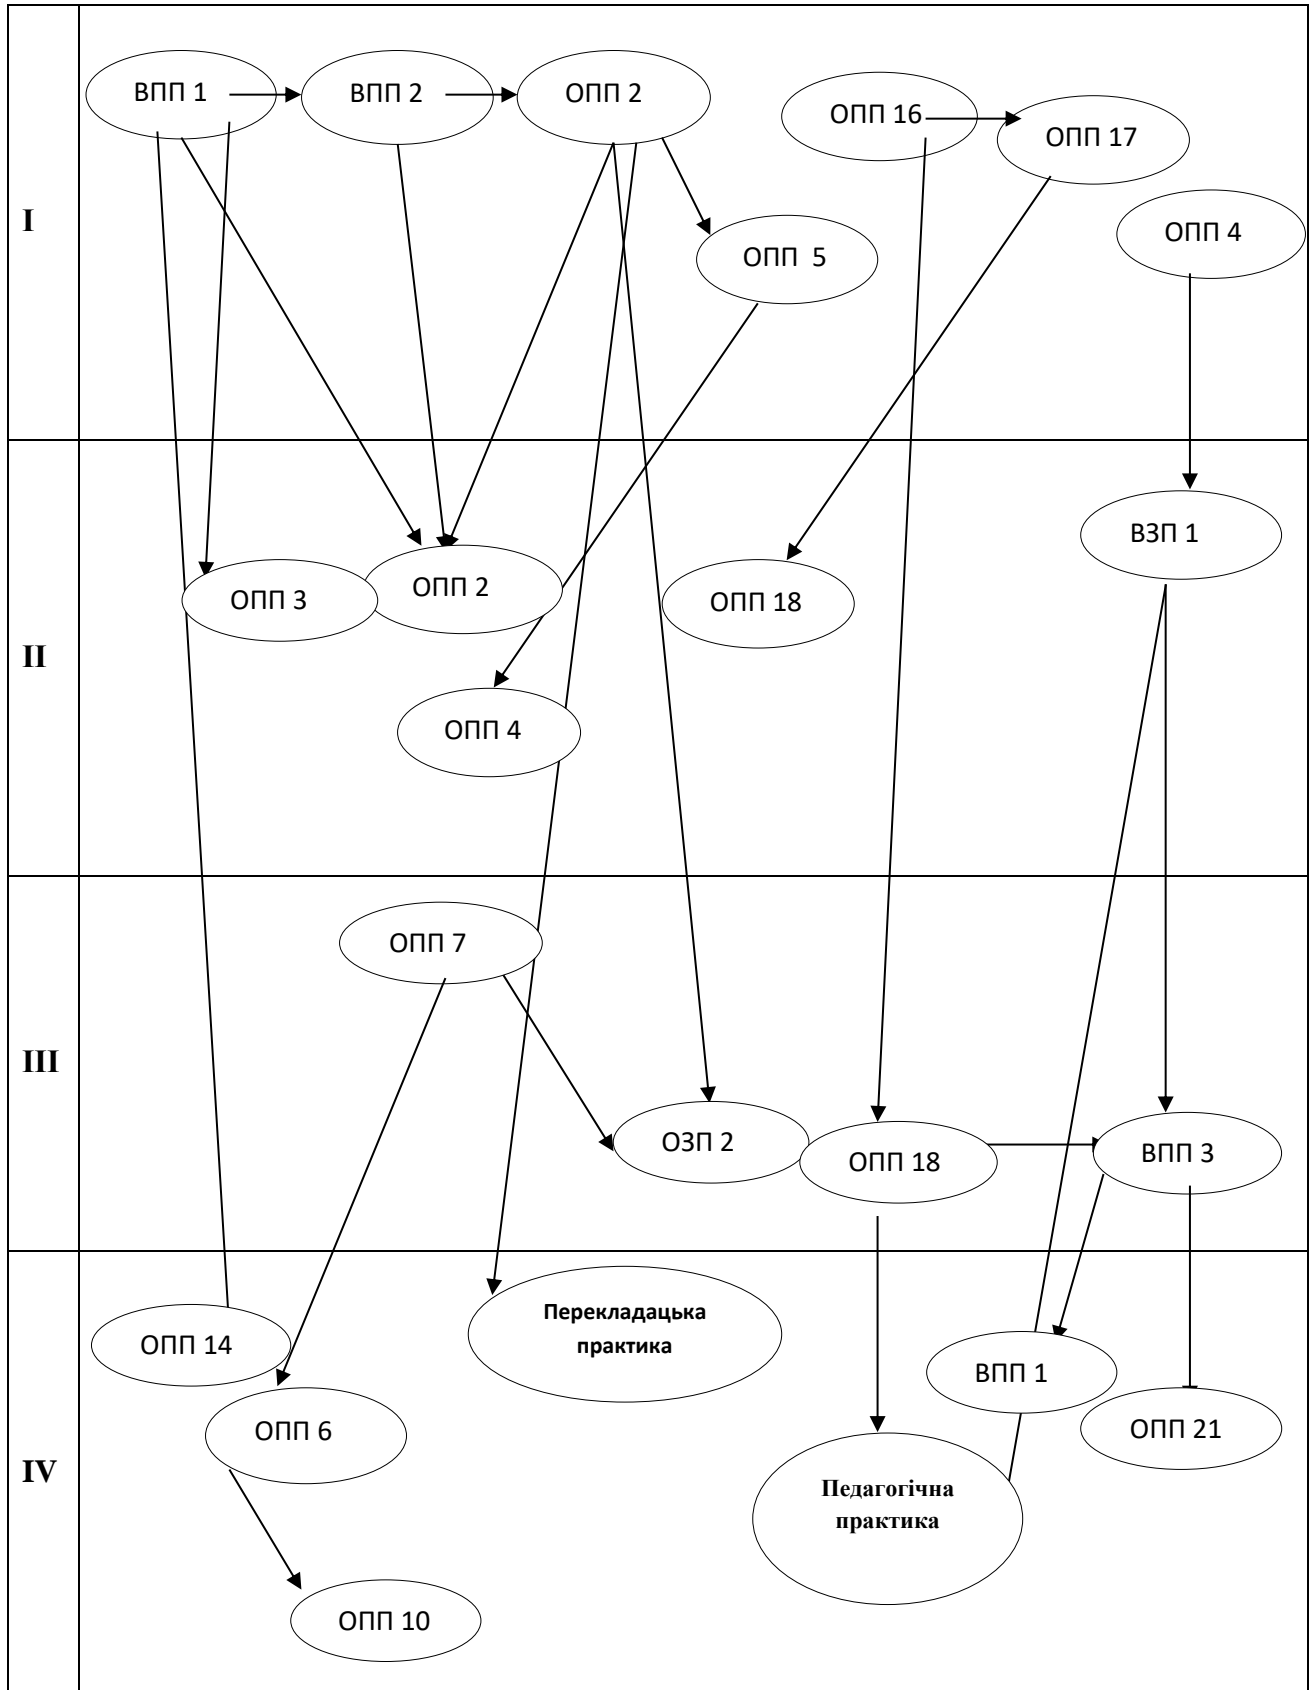 I
ВПП 1
ВПП 2
ОПП 2
ОПП 16
ОПП 17
ОПП 4
ОПП 5
II
ВЗП 1
ОПП 3
ОПП 2
ОПП 18
ОПП 4
III
ОПП 7
ОЗП 2
ОПП 18
ВПП 3
IV
ОПП 14
Перекладацька
практика
ВПП 1
ОПП 6
ОПП 21
Педагогічна
практика
ОПП 10